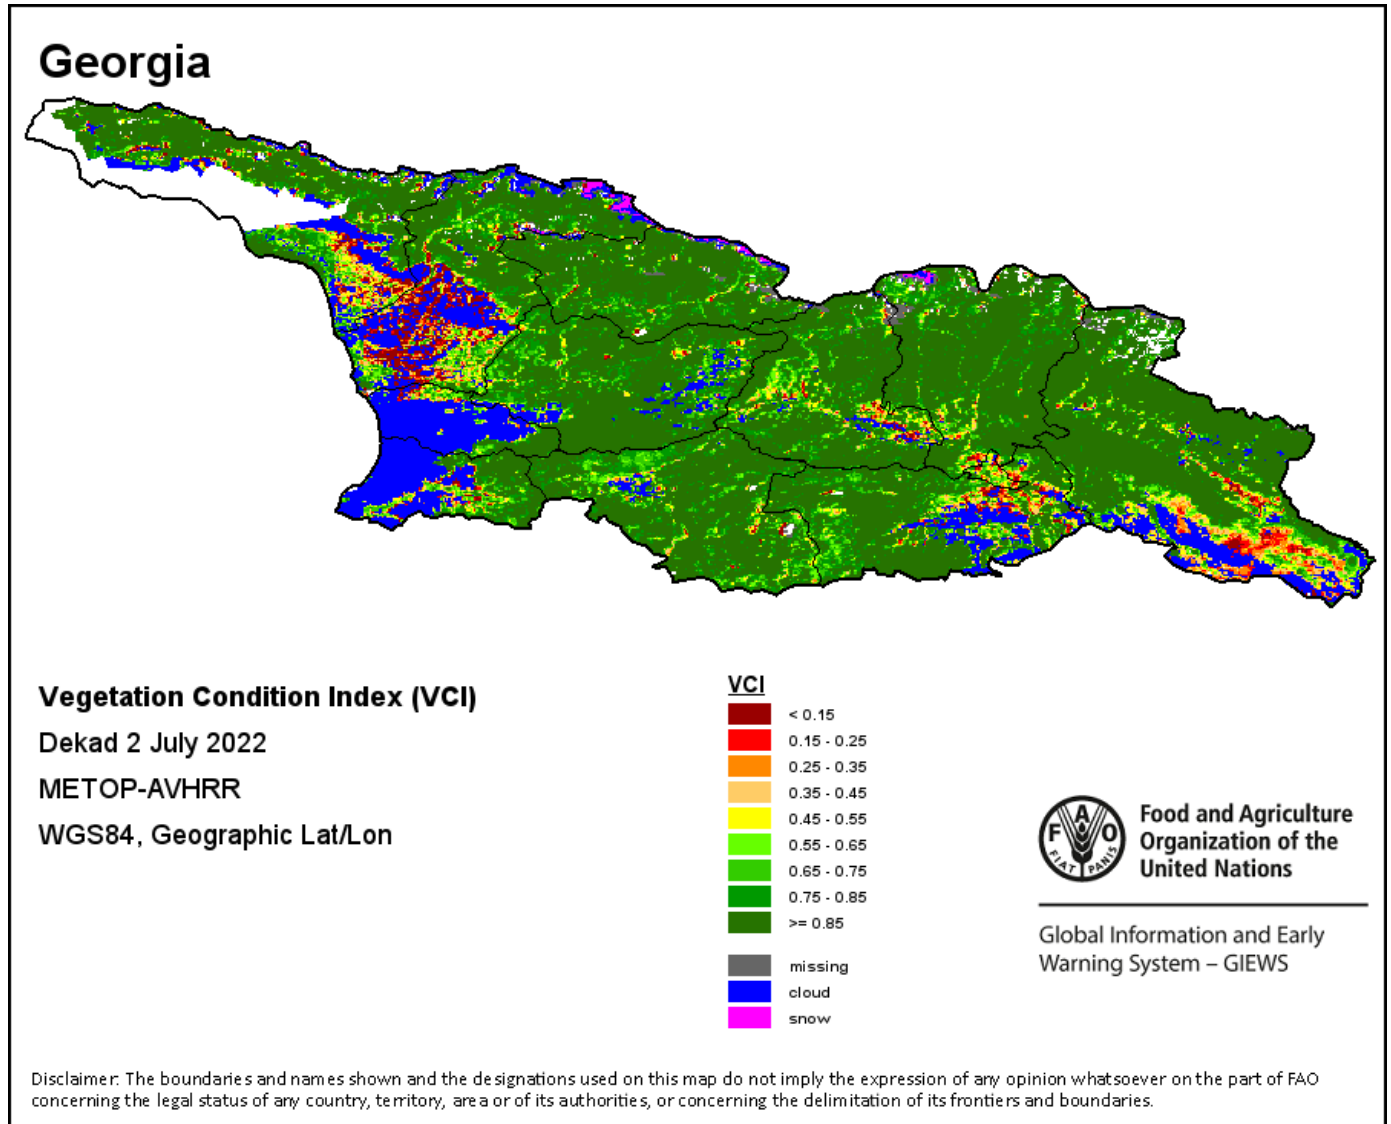 Georgia
Vegetation Condition Index (VCI)
Dekad 2 July 2022
METOP-AVHRR
WGS84, Geographic Lat/Lon
VCI
< 0.15
0.15 - 0.25
0.25 - 0.35
0.35 - 0.45
0.45 - 0.55
0.55 - 0.65
0.65 - 0.75
0.75 - 0.85
>= 0.85
missing
cloud
snow
F A O
FIAT PANIS
Food and Agriculture
Organization of the
United Nations
Global Information and Early
Warning System – GIEWS
Disclaimer: The boundaries and names shown and the designations used on this map do not imply the expression of any opinion whatsoever on the part of FAO
concerning the legal status of any country, territory, area or of its authorities, or concerning the delimitation of its frontiers and boundaries.